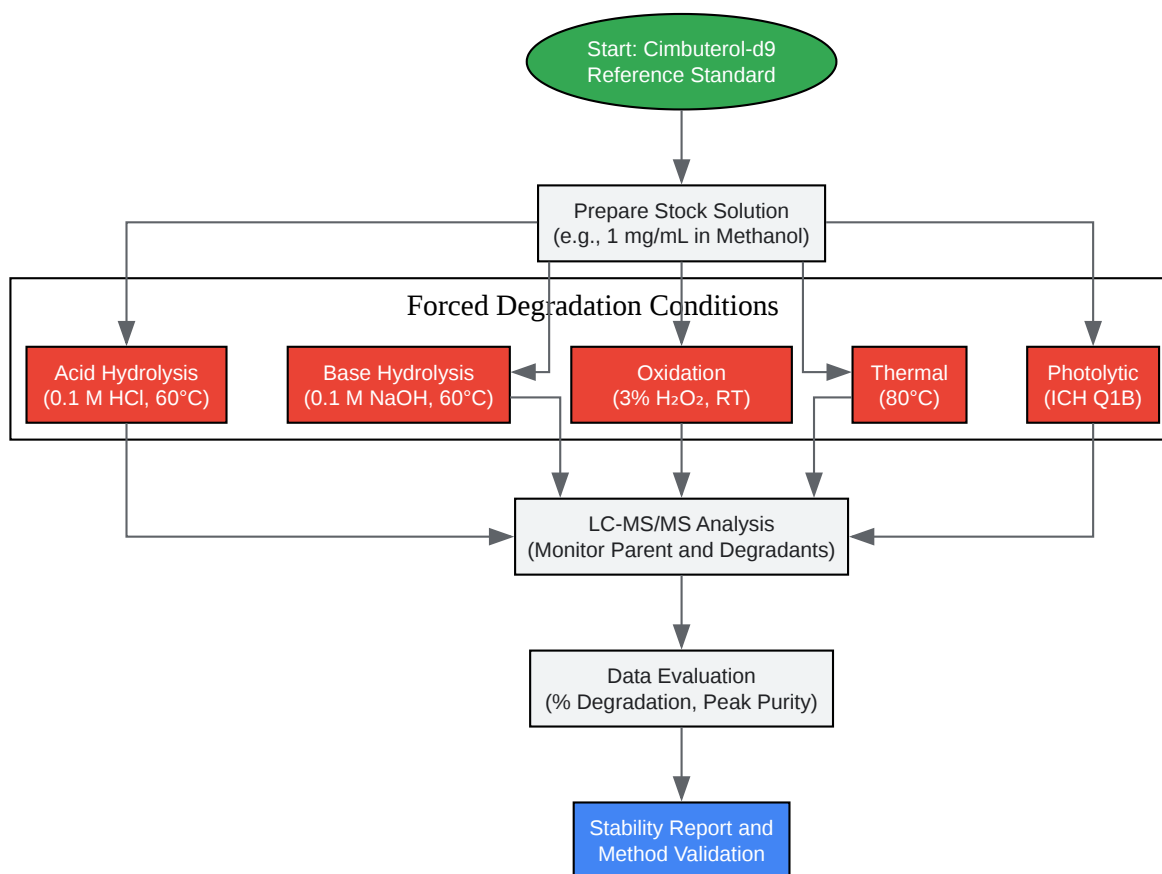 Start: Cimbuterol-d9
Reference Standard
Prepare Stock Solution
(e.g., 1 mg/mL in Methanol)
Forced Degradation Conditions
Acid Hydrolysis
(0.1 M HCl, 60°C)
Base Hydrolysis
(0.1 M NaOH, 60°C)
Oxidation
(3% H₂O₂, RT)
Thermal
(80°C)
Photolytic
(ICH Q1B)
LC-MS/MS Analysis
(Monitor Parent and Degradants)
Data Evaluation
(% Degradation, Peak Purity)
Stability Report and
Method Validation